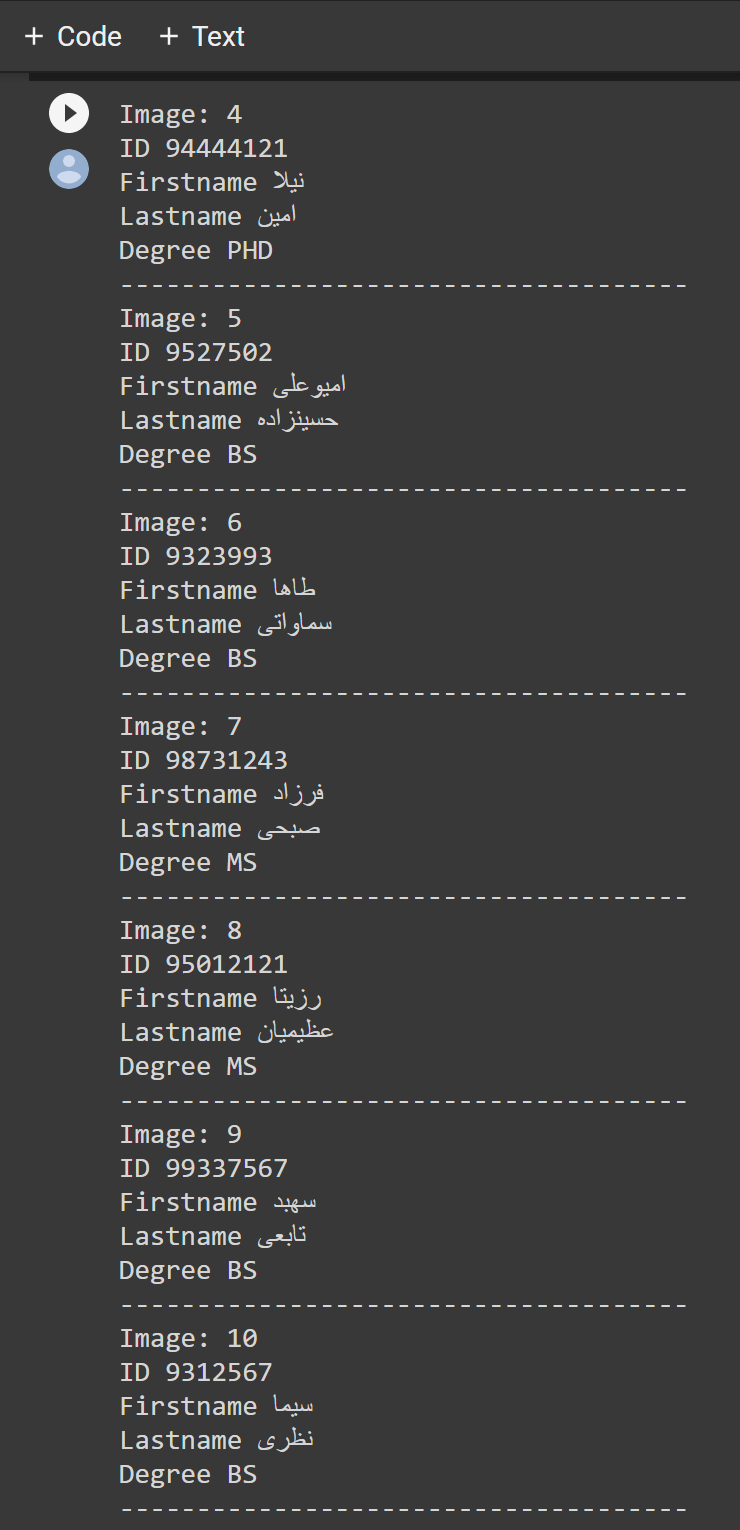 + Code + Text
Image: 4
ID 94444121
Firstname نیلا
Lastname امین
Degree PHD
-------------------------------------
Image: 5
ID 9527502
Firstname امیوعلی
Lastname حسینزاده
Degree BS
-------------------------------------
Image: 6
ID 9323993
Firstname طاها
Lastname سماواتی
Degree BS
-------------------------------------
Image: 7
ID 98731243
Firstname فرزاد
Lastname صبحی
Degree MS
-------------------------------------
Image: 8
ID 95012121
Firstname رزیتا
Lastname عظیمیان
Degree MS
-------------------------------------
Image: 9
ID 99337567
Firstname سهبد
Lastname تابعی
Degree BS
-------------------------------------
Image: 10
ID 9312567
Firstname سیما
Lastname نظری
Degree BS
-------------------------------------